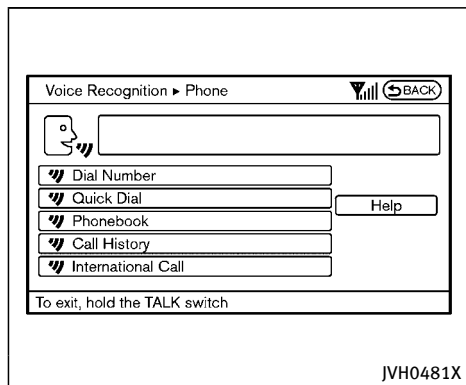 Voice Recognition ▸ Phone
BACK
Dial Number
Quick Dial
Help
Phonebook
Call History
International Call
To exit, hold the TALK switch
JVH0481X